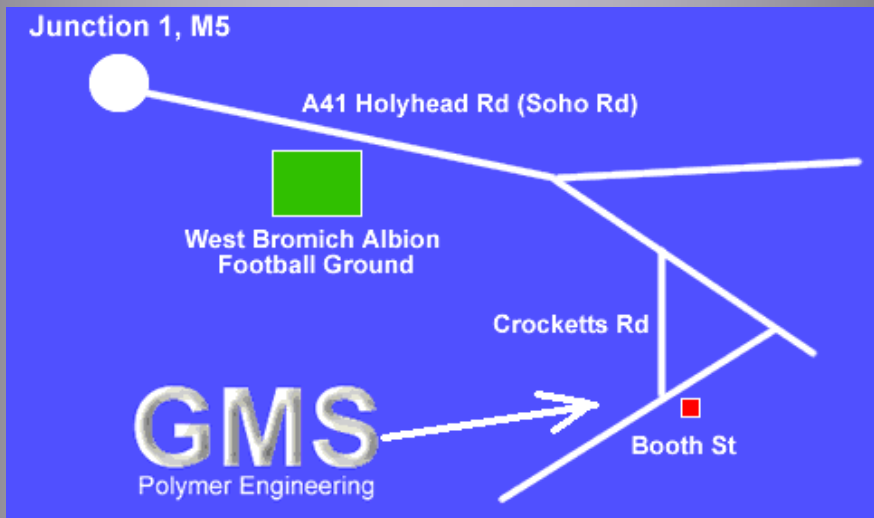 Junction 1, M5
A41 Holyhead Rd (Soho Rd)
West Bromich Albion
Football Ground
Crocketts Rd
GMS
Polymer Engineering
Booth St